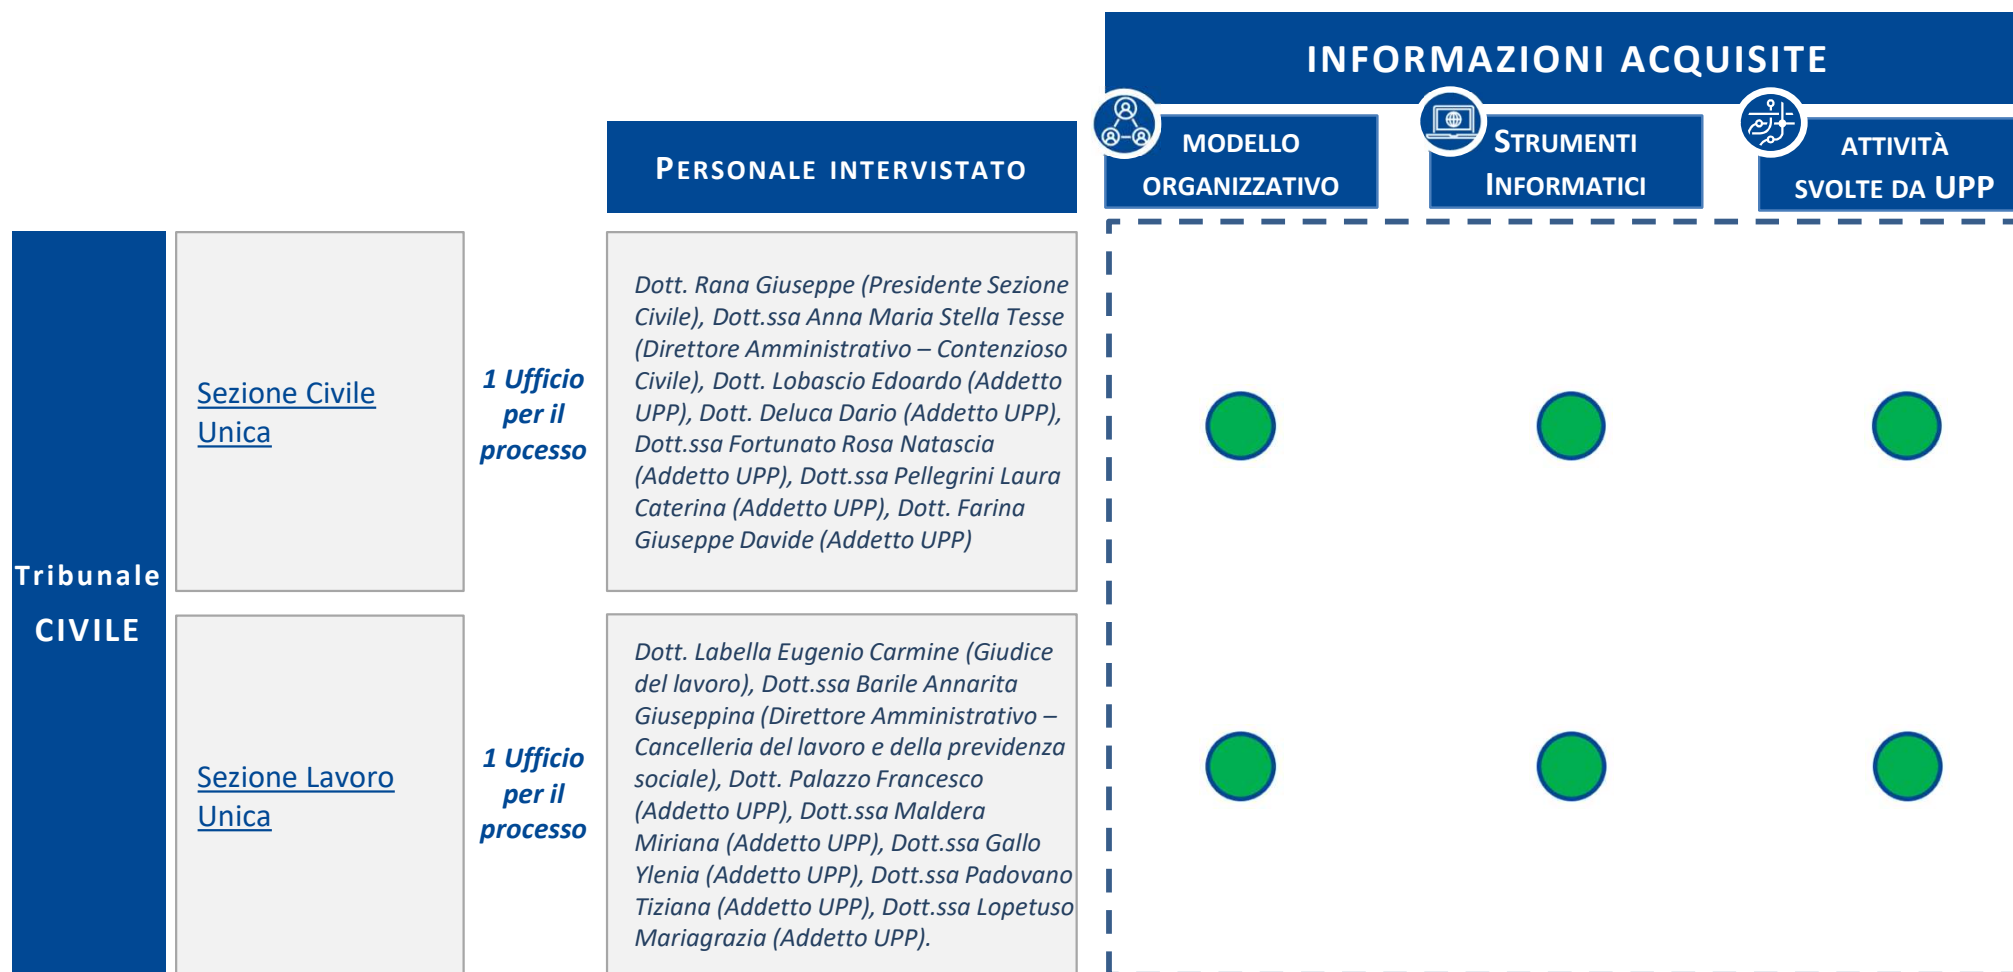 INFORMAZIONI ACQUISITE
PERSONALE INTERVISTATO
MODELLO
ORGANIZZATIVO
STRUMENTI
INFORMATICI
ATTIVITÀ
SVOLTE DA UPP
Tribunale
CIVILE
Sezione Civile
Unica
1 Ufficio
per il
processo
Dott. Rana Giuseppe (Presidente Sezione
Civile), Dott.ssa Anna Maria Stella Tesse
(Direttore Amministrativo – Contenzioso
Civile), Dott. Lobascio Edoardo (Addetto
UPP), Dott. Deluca Dario (Addetto UPP),
Dott.ssa Fortunato Rosa Natascia
(Addetto UPP), Dott.ssa Pellegrini Laura
Caterina (Addetto UPP), Dott. Farina
Giuseppe Davide (Addetto UPP)
Sezione Lavoro
Unica
1 Ufficio
per il
processo
Dott. Labella Eugenio Carmine (Giudice
del lavoro), Dott.ssa Barile Annarita
Giuseppina (Direttore Amministrativo –
Cancelleria del lavoro e della previdenza
sociale), Dott. Palazzo Francesco
(Addetto UPP), Dott.ssa Maldera
Miriana (Addetto UPP), Dott.ssa Gallo
Ylenia (Addetto UPP), Dott.ssa Padovano
Tiziana (Addetto UPP), Dott.ssa Lopetuso
Mariagrazia (Addetto UPP).